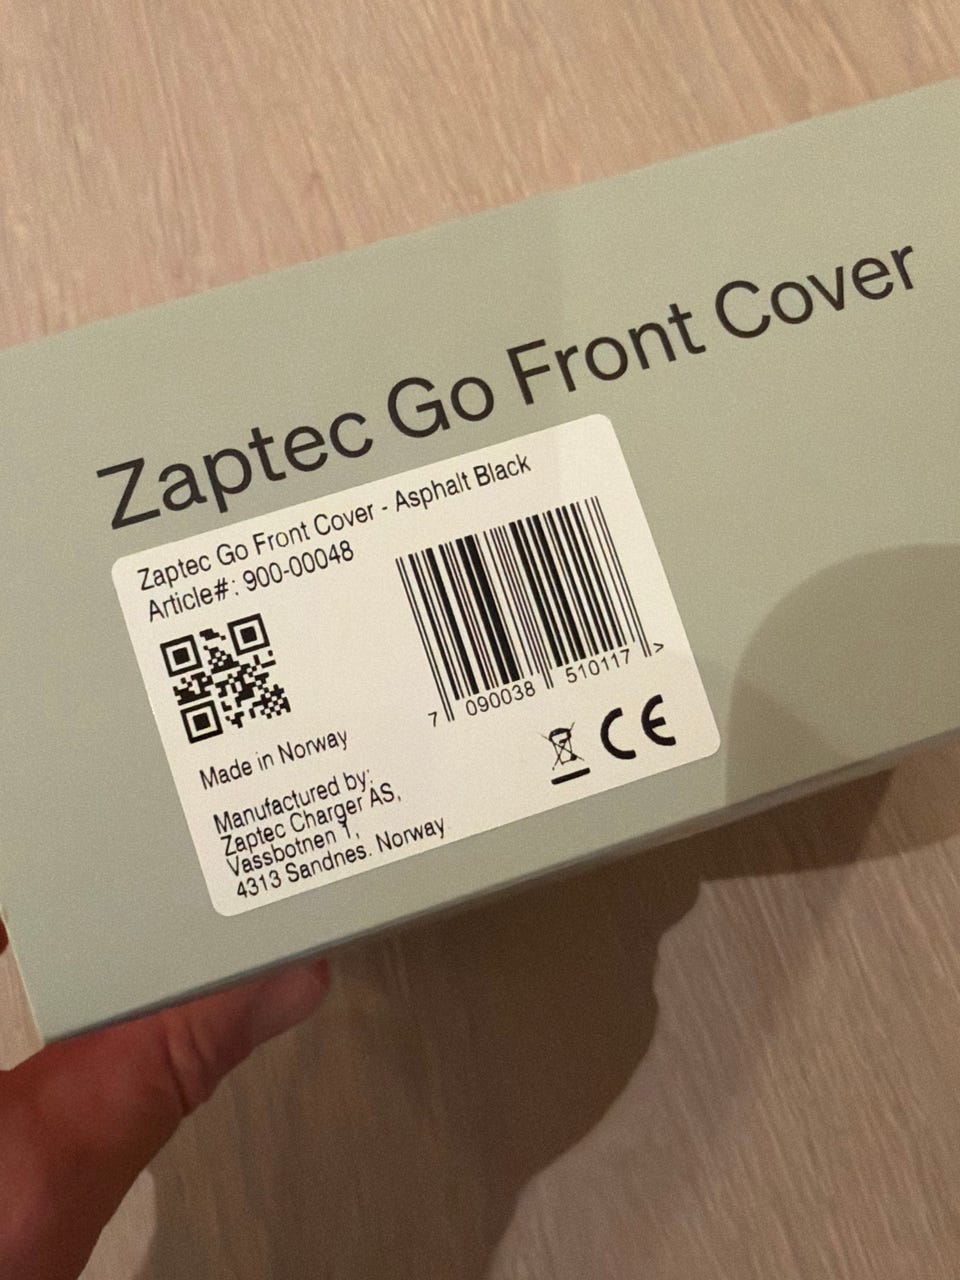 Zaptec Go Front Cover
Zaptec Go Front Cover - Asphalt Black
Article#: 900-00048
7 090038 510117 >
Made in Norway
Manufactured by:
Zaptec Charger AS,
Vassbotnen 1,
4313 Sandnes. Norway
CE